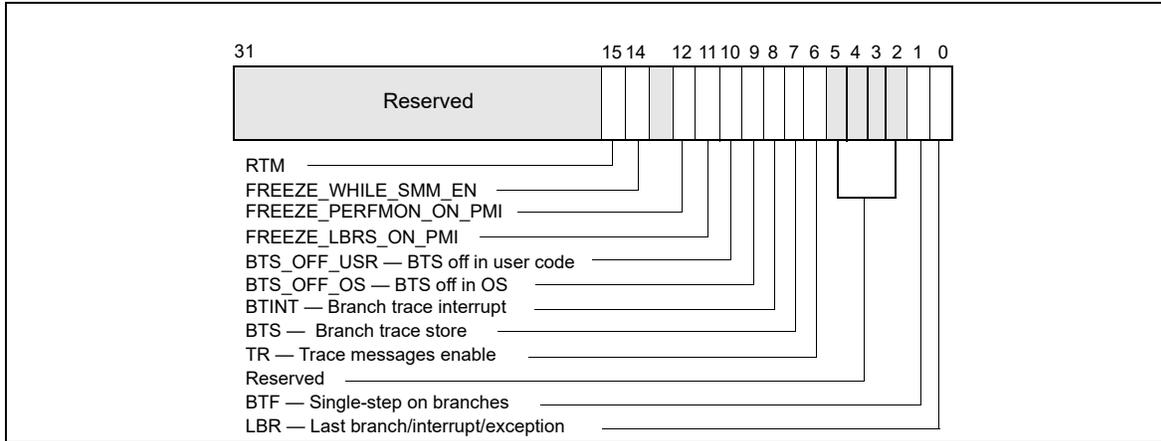 31 15 14 12 11 10 9 8 7 6 5 4 3 2 1 0
Reserved
RTM
FREEZE_WHILE_SMM_EN
FREEZE_PERFMON_ON_PMI
FREEZE_LBRS_ON_PMI
BTS_OFF_USR — BTS off in user code
BTS_OFF_OS — BTS off in OS
BTINT — Branch trace interrupt
BTS — Branch trace store
TR — Trace messages enable
Reserved
BTF — Single-step on branches
LBR — Last branch/interrupt/exception